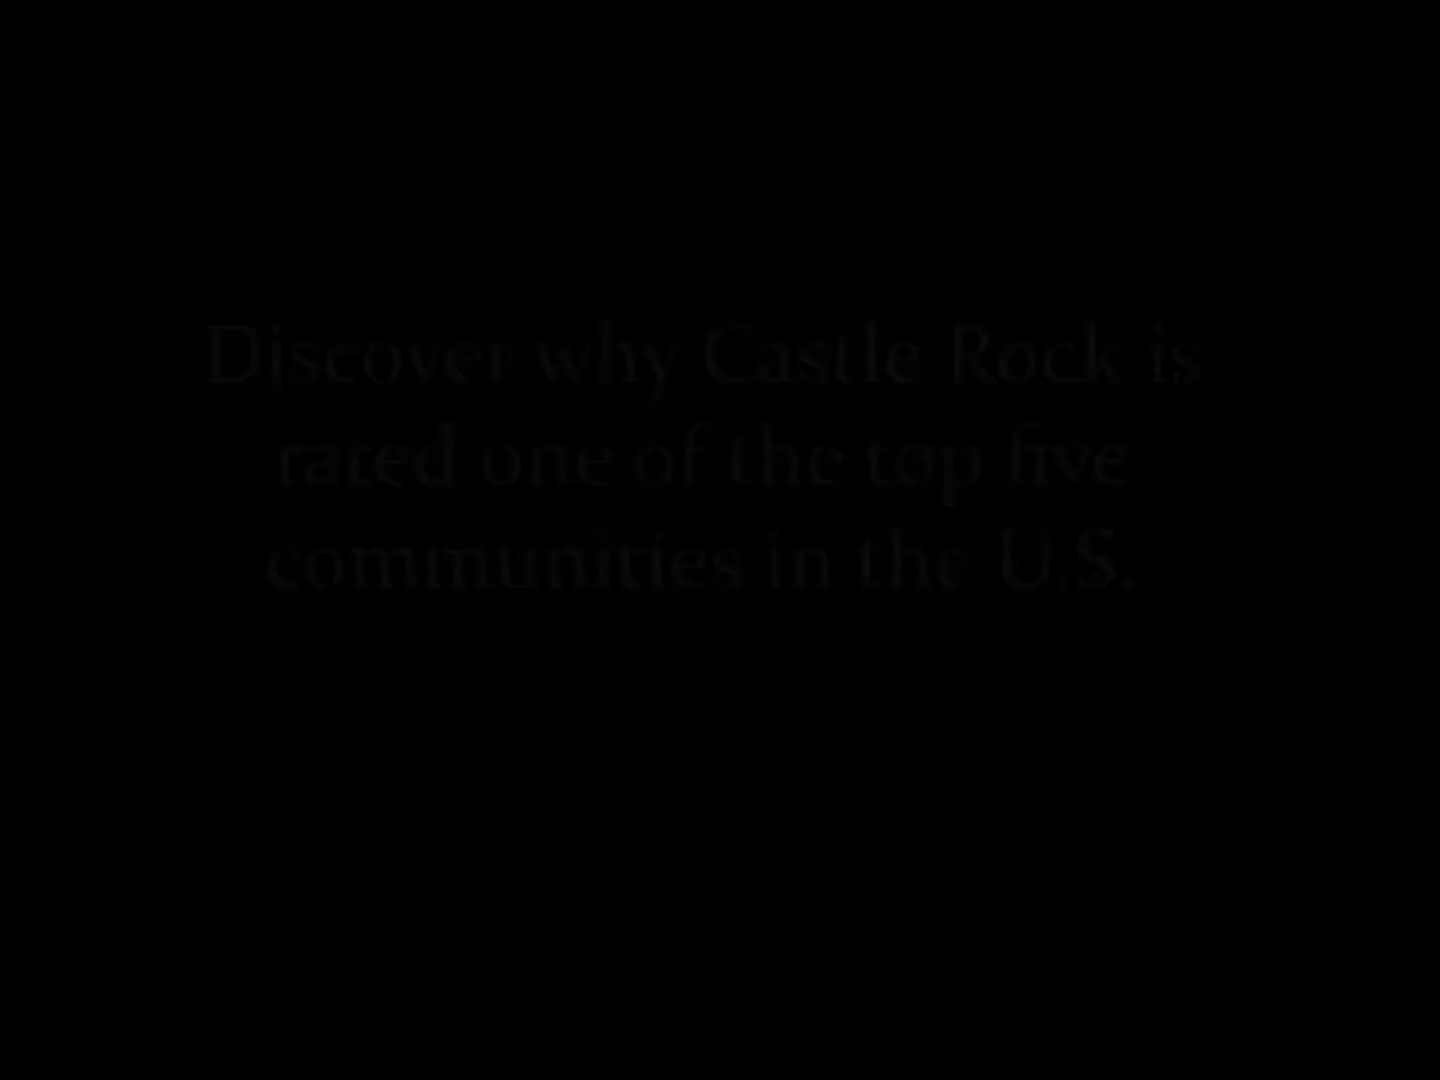 Discover why Castle Rock is
rated one of the top five
communities in the U.S.